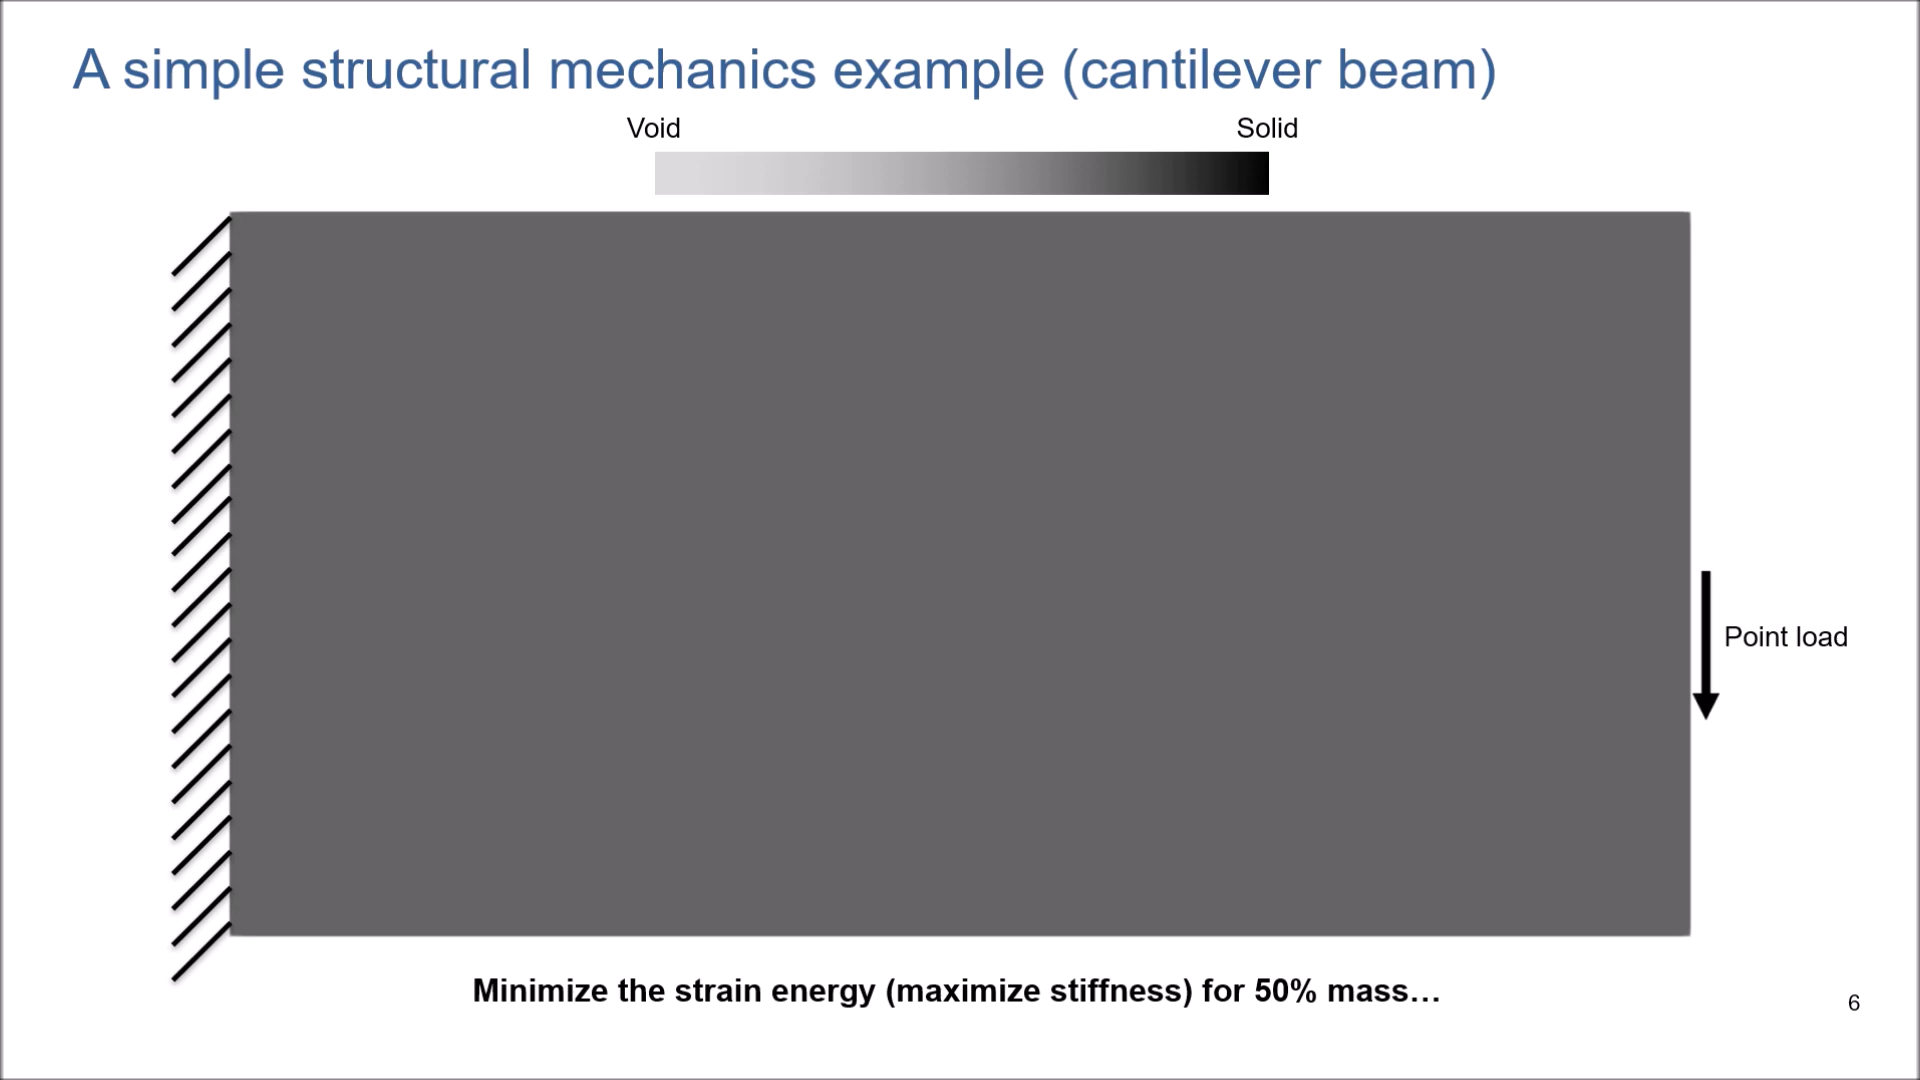 A simple structural mechanics example (cantilever beam)
Void
Solid
Point load
Minimize the strain energy (maximize stiffness) for 50% mass…
6